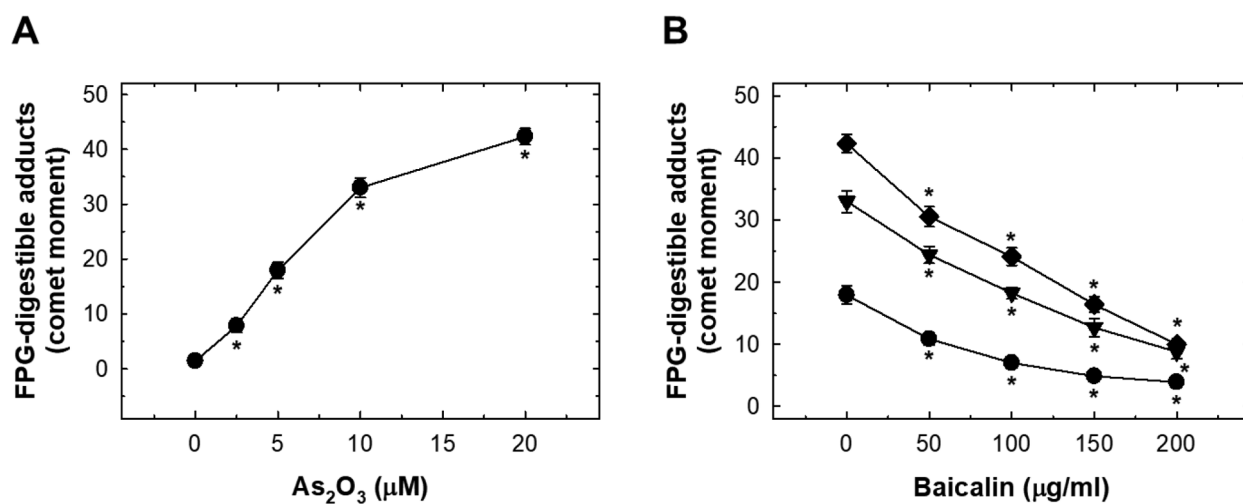 A
FPG-digestible adducts
(comet moment)
50
40
30
20
10
0
*
*
*
*
0 5 10 15 20
As₂O₃ (μM)
B
FPG-digestible adducts
(comet moment)
50
40
30
20
10
0
*
*
*
*
*
*
*
*
*
*
*
*
0 50 100 150 200
Baicalin (μg/ml)